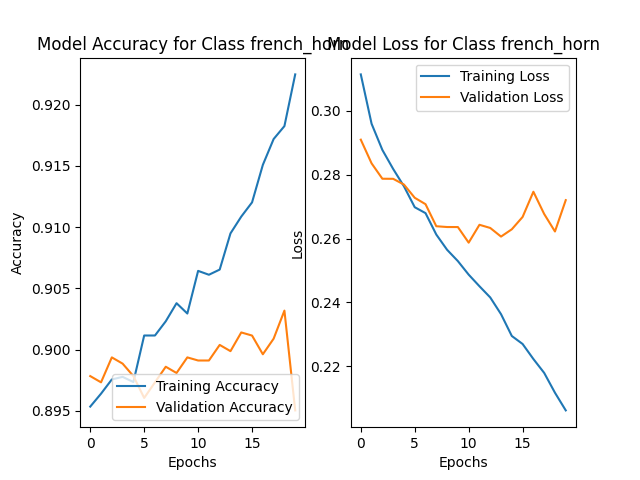 Model Accuracy for Class french_horn
Model Loss for Class french_horn
Accuracy
0.920
0.915
0.910
0.905
0.900
0.895
Training Accuracy
Validation Accuracy
0 5 10 15
Epochs
Loss
0.30
0.28
0.26
0.24
0.22
Training Loss
Validation Loss
0 5 10 15
Epochs